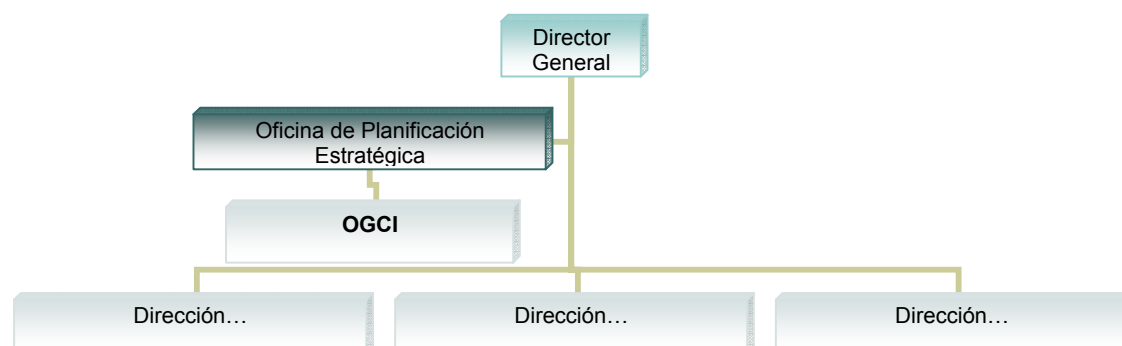 Director
General
Oficina de Planificación
Estratégica
OGCI
Dirección…
Dirección…
Dirección…